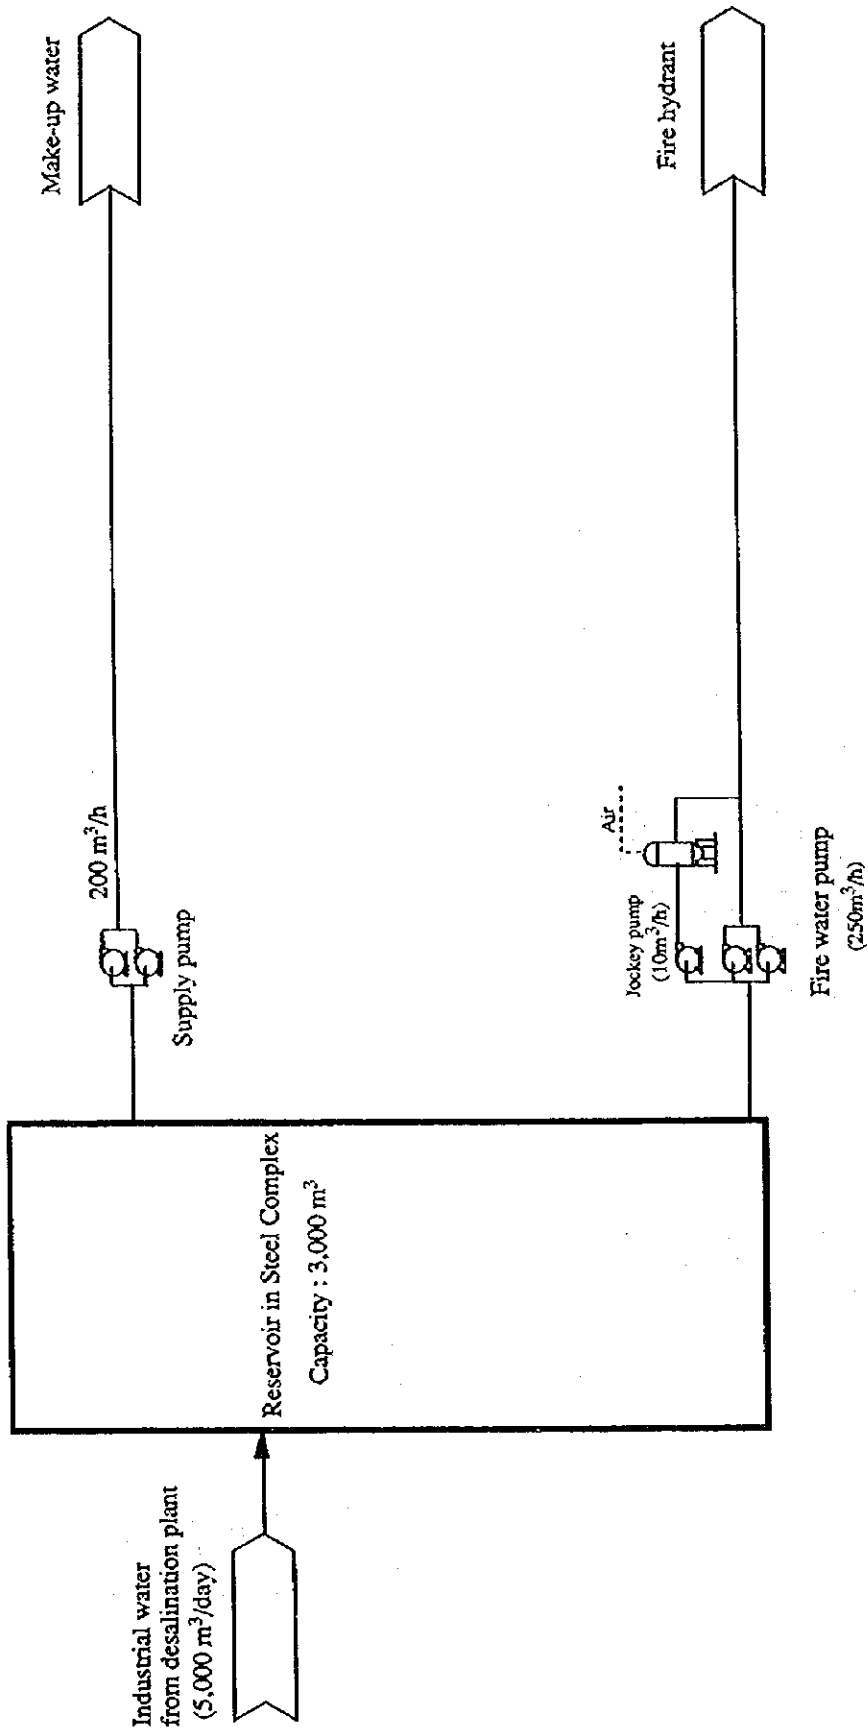 Industrial water
from desalination plant
(5,000 m³/day)
Reservoir in Steel Complex
Capacity : 3,000 m³
Supply pump
200 m³/h
Make-up water
Jockey pump
(10m³/h)
Air
Fire water pump
(250m³/h)
Fire hydrant